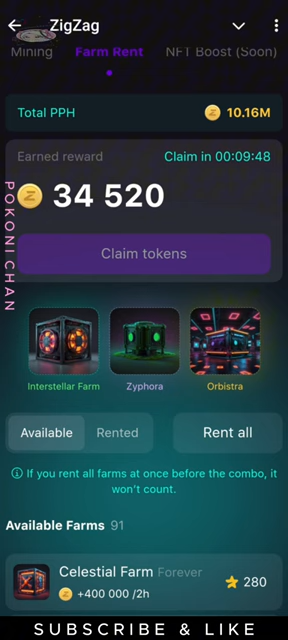 ZigZag
Mining Farm Rent NFT Boost (Soon)
Total PPH 10.16M
Earned reward Claim in 00:09:48
34 520
POKONICHAN
Claim tokens
Interstellar Farm Zyphora Orbistra
Available Rented Rent all
If you rent all farms at once before the combo, it
won't count.
Available Farms 91
Celestial Farm Forever
+400 000 /2h
280
SUBSCRIBE & LIKE